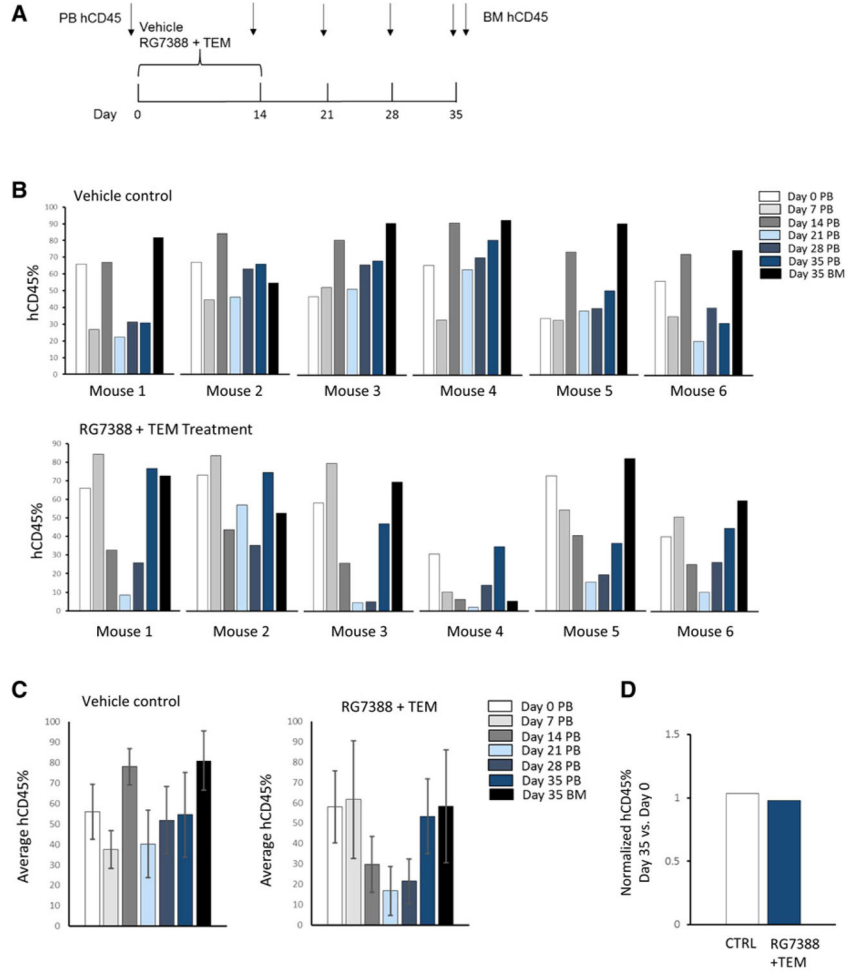 A
PB hCD45
BM hCD45
Vehicle
RG7388 + TEM
Day
0
14
21
28
35
B
Vehicle control
Day 0 PB
Day 7 PB
Day 14 PB
Day 21 PB
Day 28 PB
Day 35 PB
Day 35 BM
hCD45%
100
90
80
70
60
50
40
30
20
10
0
Mouse 1
Mouse 2
Mouse 3
Mouse 4
Mouse 5
Mouse 6
RG7388 + TEM Treatment
hCD45%
90
80
70
60
50
40
30
20
10
0
Mouse 1
Mouse 2
Mouse 3
Mouse 4
Mouse 5
Mouse 6
C
Vehicle control
Average hCD45%
100
90
80
70
60
50
40
30
20
10
0
RG7388 + TEM
Average hCD45%
100
90
80
70
60
50
40
30
20
10
0
Day 0 PB
Day 7 PB
Day 14 PB
Day 21 PB
Day 28 PB
Day 35 PB
Day 35 BM
D
Normalized hCD45%
Day 35 vs. Day 0
1.5
1
0.5
0
CTRL
RG7388
+TEM